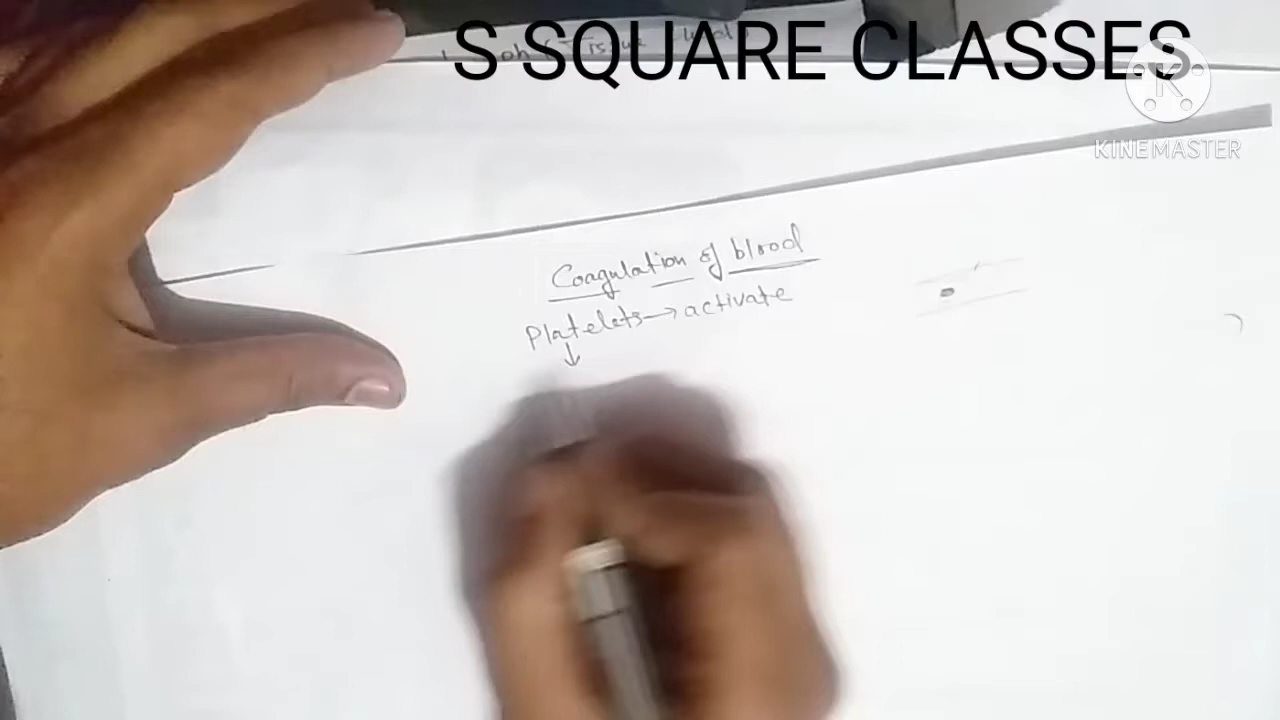 S SQUARE CLASSES
K
KINEMASTER
Coagulation of blood
Platelets → activate
↓